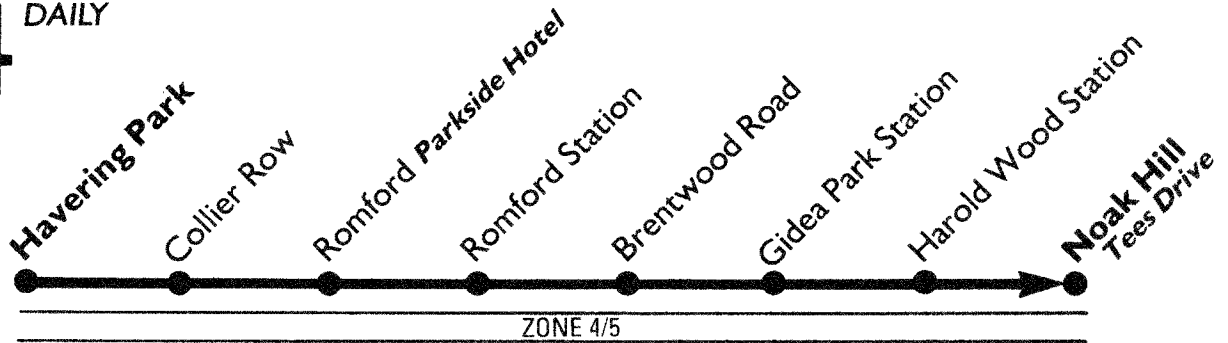 DAILY
Havering Park
Collier Row
Romford Parkside Hotel
Romford Station
Brentwood Road
Gidea Park Station
Harold Wood Station
Noak Hill
Tees Drive
ZONE 4/5